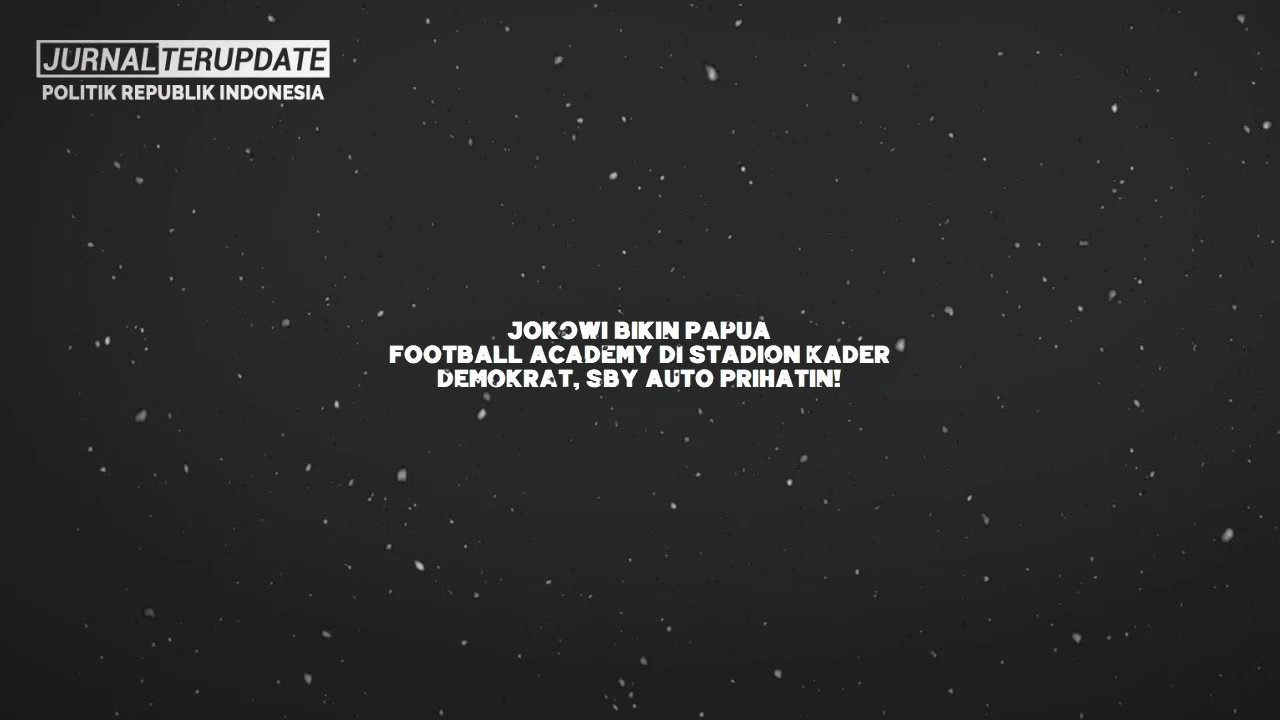 JURNALTERUPDATE
POLITIK REPUBLIK INDONESIA
JOKOWI BIKIN PAPUA
FOOTBALL ACADEMY DI STADION KADER
DEMOKRAT, SBY AUTO PRIHATIN!